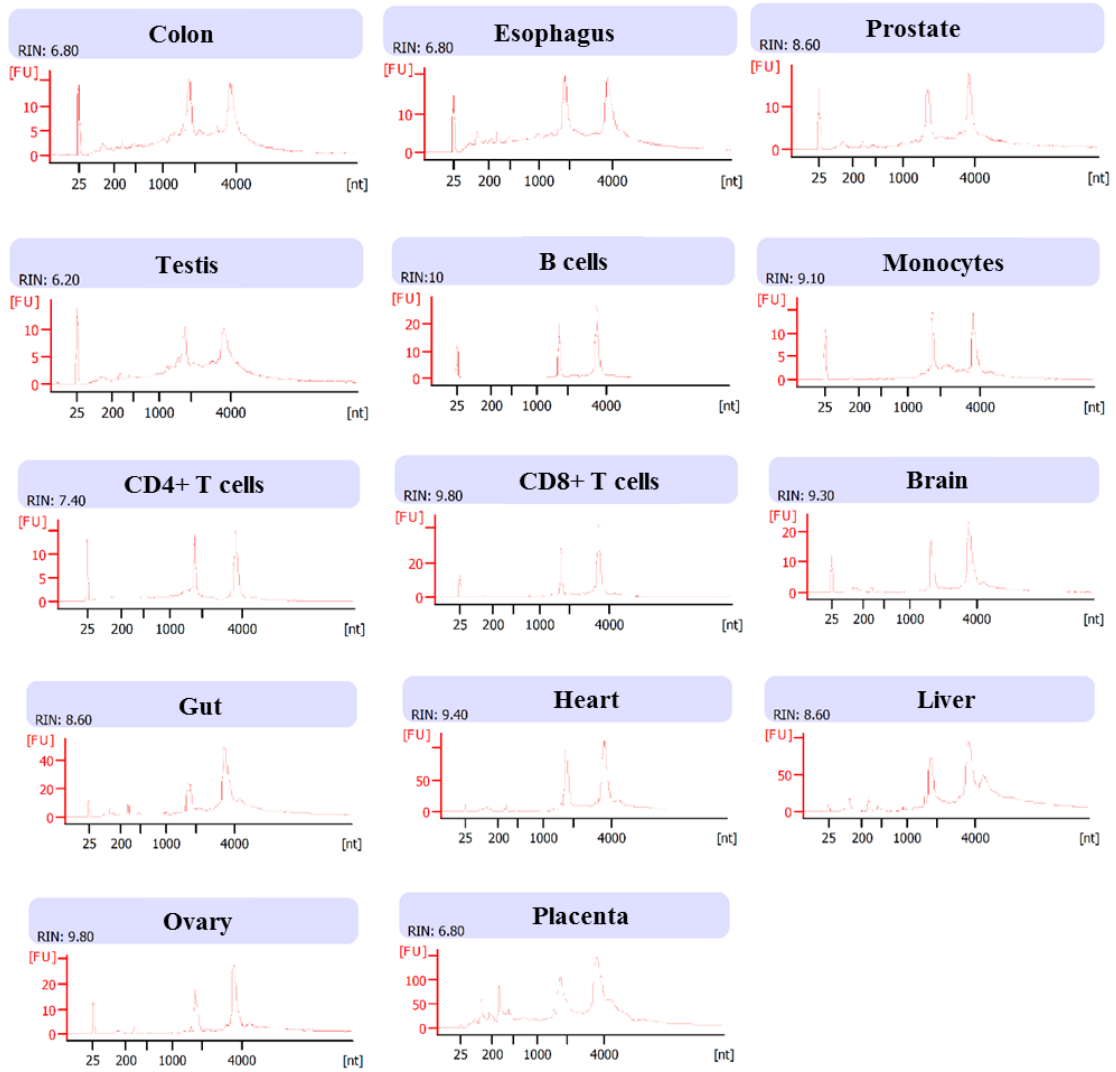 Colon
RIN: 6.80
[FU]
10
5
0
25 200 1000 4000 [nt]
Esophagus
RIN: 6.80
[FU]
10
0
25 200 1000 4000 [nt]
Prostate
RIN: 8.60
[FU]
10
0
25 200 1000 4000 [nt]
Testis
RIN: 6.20
[FU]
10
5
0
25 200 1000 4000 [nt]
B cells
RIN:10
[FU]
20
10
0
25 200 1000 4000 [nt]
Monocytes
RIN: 9.10
[FU]
10
5
0
25 200 1000 4000 [nt]
CD4+ T cells
RIN: 7.40
[FU]
10
5
0
25 200 1000 4000 [nt]
CD8+ T cells
RIN: 9.80
[FU]
20
0
25 200 1000 4000 [nt]
Brain
RIN: 9.30
[FU]
20
10
0
25 200 1000 4000 [nt]
Gut
RIN: 8.60
[FU]
40
20
0
25 200 1000 4000 [nt]
Heart
RIN: 9.40
[FU]
50
0
25 200 1000 4000 [nt]
Liver
RIN: 8.60
[FU]
50
0
25 200 1000 4000 [nt]
Ovary
RIN: 9.80
[FU]
20
10
0
25 200 1000 4000 [nt]
Placenta
RIN: 6.80
[FU]
100
50
0
25 200 1000 4000 [nt]